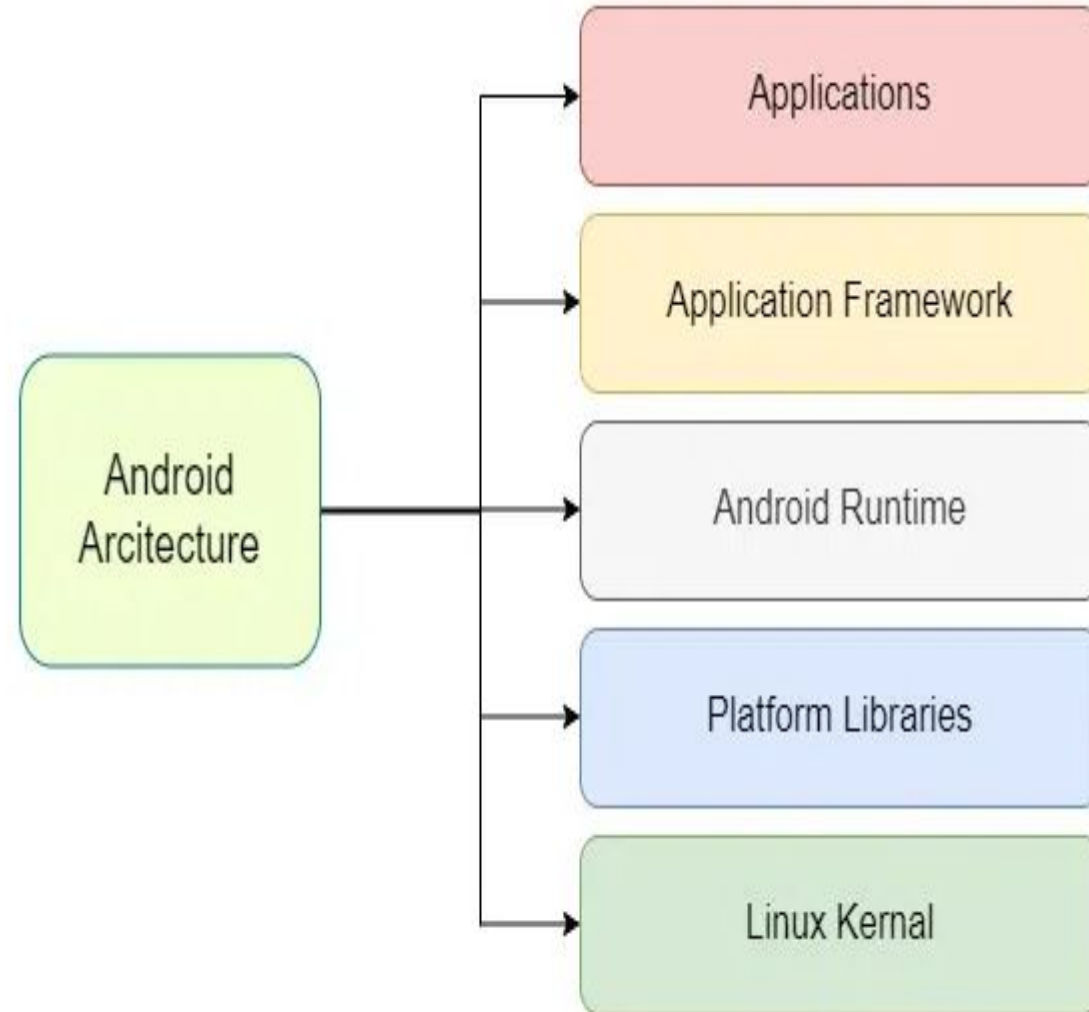 Applications
Application Framework
Android
Arcitecture
Android Runtime
Platform Libraries
Linux Kernal